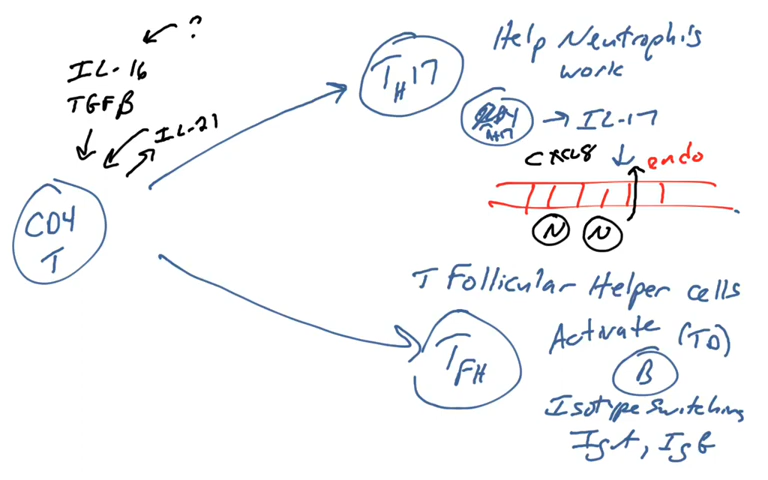 ?
IL-16
TGFβ
IL-21
CD4
T
TH17
Help Neutrophils
work
TH17
→ IL-17
CXCL8
endo
N N
T Follicular Helper cells
TFH
Activate (TD)
B
Isotype switching
IgA, IgG